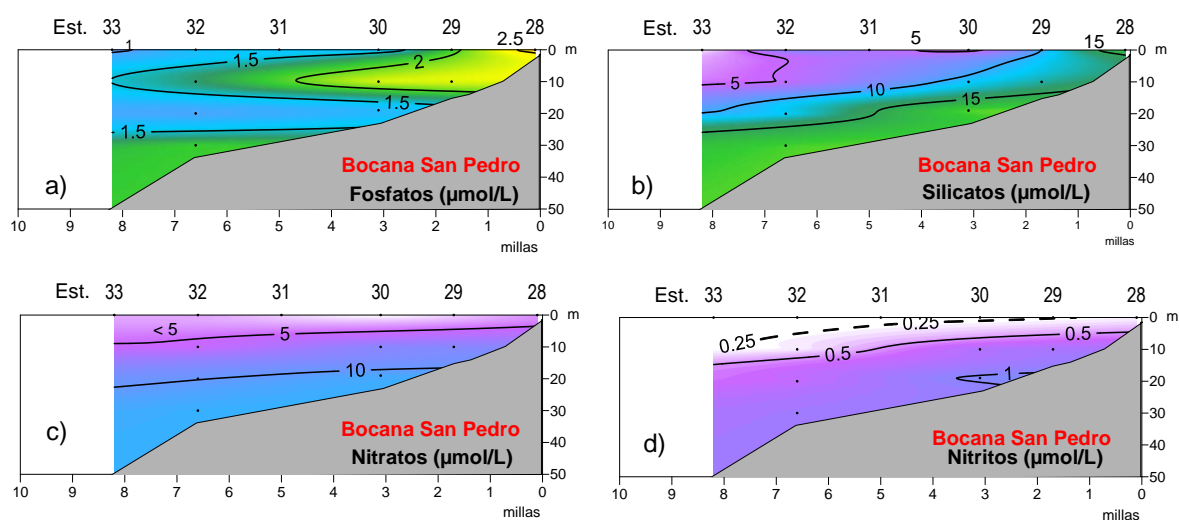 Est. 33 32 31 30 29 28
1 1.5 2 2.5 0 m
10
1.5 20
1.5 30
Bocana San Pedro 40
a) Fosfatos (µmol/L) 50
10 9 8 7 6 5 4 3 2 1 0
millas
Est. 33 32 31 30 29 28
5 15 0 m
5 10 10
15 20
30
Bocana San Pedro 40
b) Silicatos (µmol/L) 50
10 9 8 7 6 5 4 3 2 1 0
millas
Est. 33 32 31 30 29 28
0 m
< 5 5
10
10 20
30
Bocana San Pedro 40
c) Nitratos (µmol/L) 50
10 9 8 7 6 5 4 3 2 1 0
millas
Est. 33 32 31 30 29 28
0.25 0 m
0.25 0.5 0.5 10
1 20
30
Bocana San Pedro 40
d) Nitritos (µmol/L) 50
10 9 8 7 6 5 4 3 2 1 0
millas